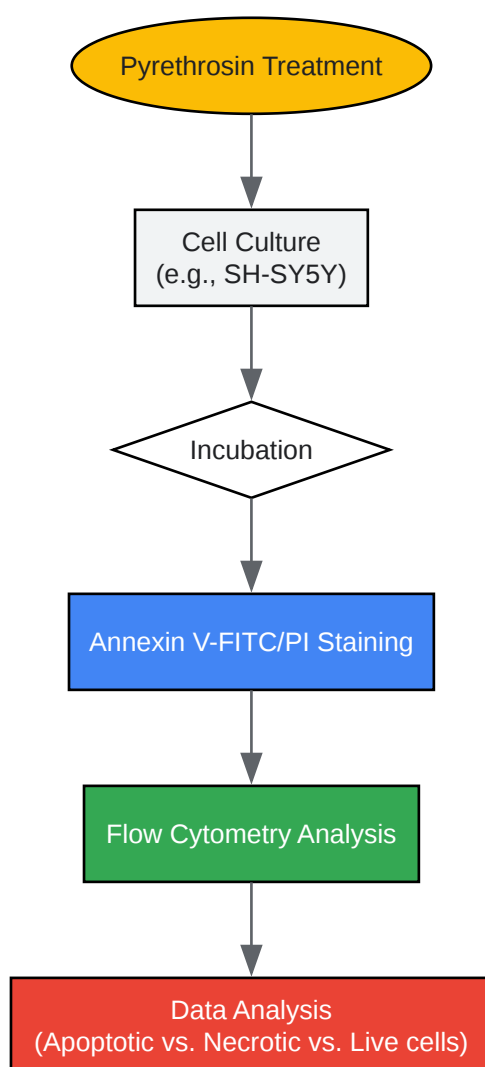 Pyrethrosin Treatment
Cell Culture
(e.g., SH-SY5Y)
Incubation
Annexin V-FITC/PI Staining
Flow Cytometry Analysis
Data Analysis
(Apoptotic vs. Necrotic vs. Live cells)